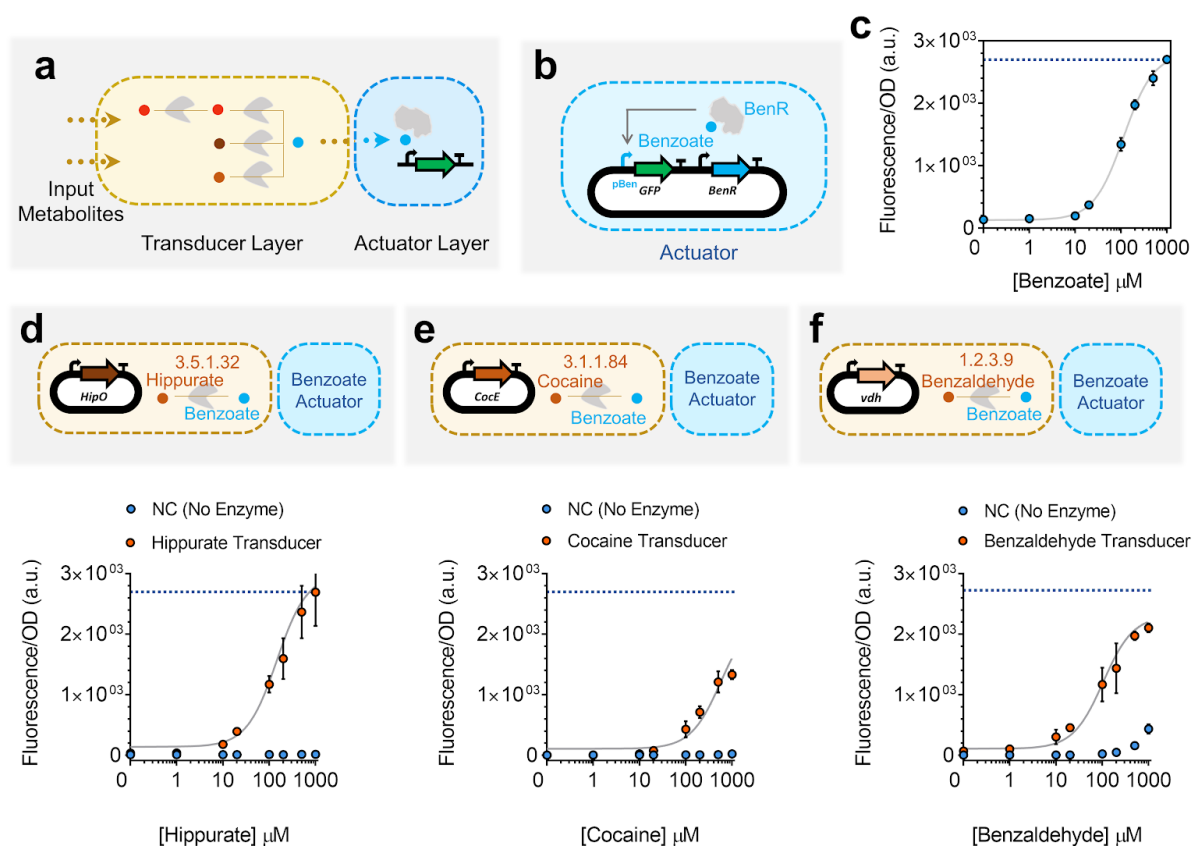 a
Input
Metabolites
Transducer Layer
Actuator Layer
b
BenR
Benzoate
pBen
GFP
BenR
Actuator
c
Fluorescence/OD (a.u.)
3×10⁰³
2×10⁰³
1×10⁰³
0
0 1 10 100 1000
[Benzoate] μM
d
3.5.1.32
Hippurate
HipO
Benzoate
Benzoate
Actuator
NC (No Enzyme)
Hippurate Transducer
Fluorescence/OD (a.u.)
3×10⁰³
2×10⁰³
1×10⁰³
0
0 1 10 100 1000
[Hippurate] μM
e
3.1.1.84
Cocaine
CocE
Benzoate
Benzoate
Actuator
NC (No Enzyme)
Cocaine Transducer
Fluorescence/OD (a.u.)
3×10⁰³
2×10⁰³
1×10⁰³
0
0 1 10 100 1000
[Cocaine] μM
f
1.2.3.9
Benzaldehyde
vdh
Benzoate
Benzoate
Actuator
NC (No Enzyme)
Benzaldehyde Transducer
Fluorescence/OD (a.u.)
3×10⁰³
2×10⁰³
1×10⁰³
0
0 1 10 100 1000
[Benzaldehyde] μM